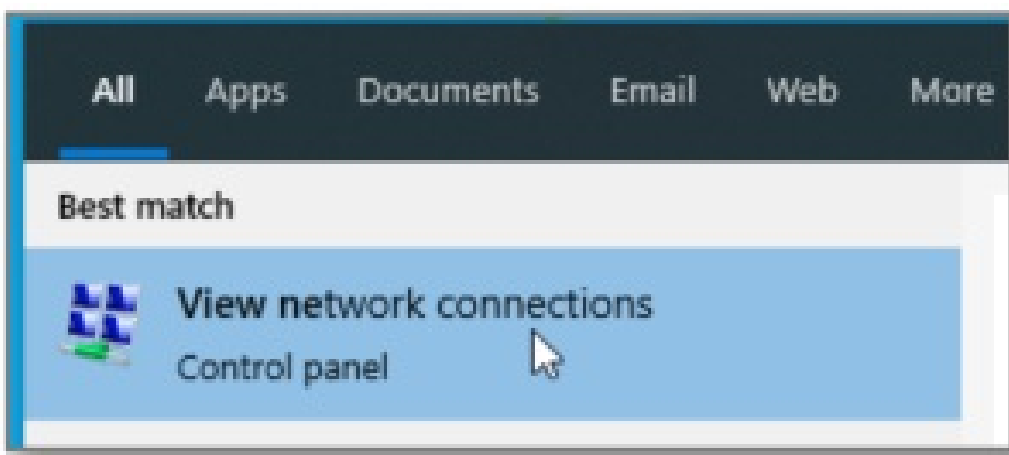 All Apps Documents Email Web More
Best match
View network connections
Control panel